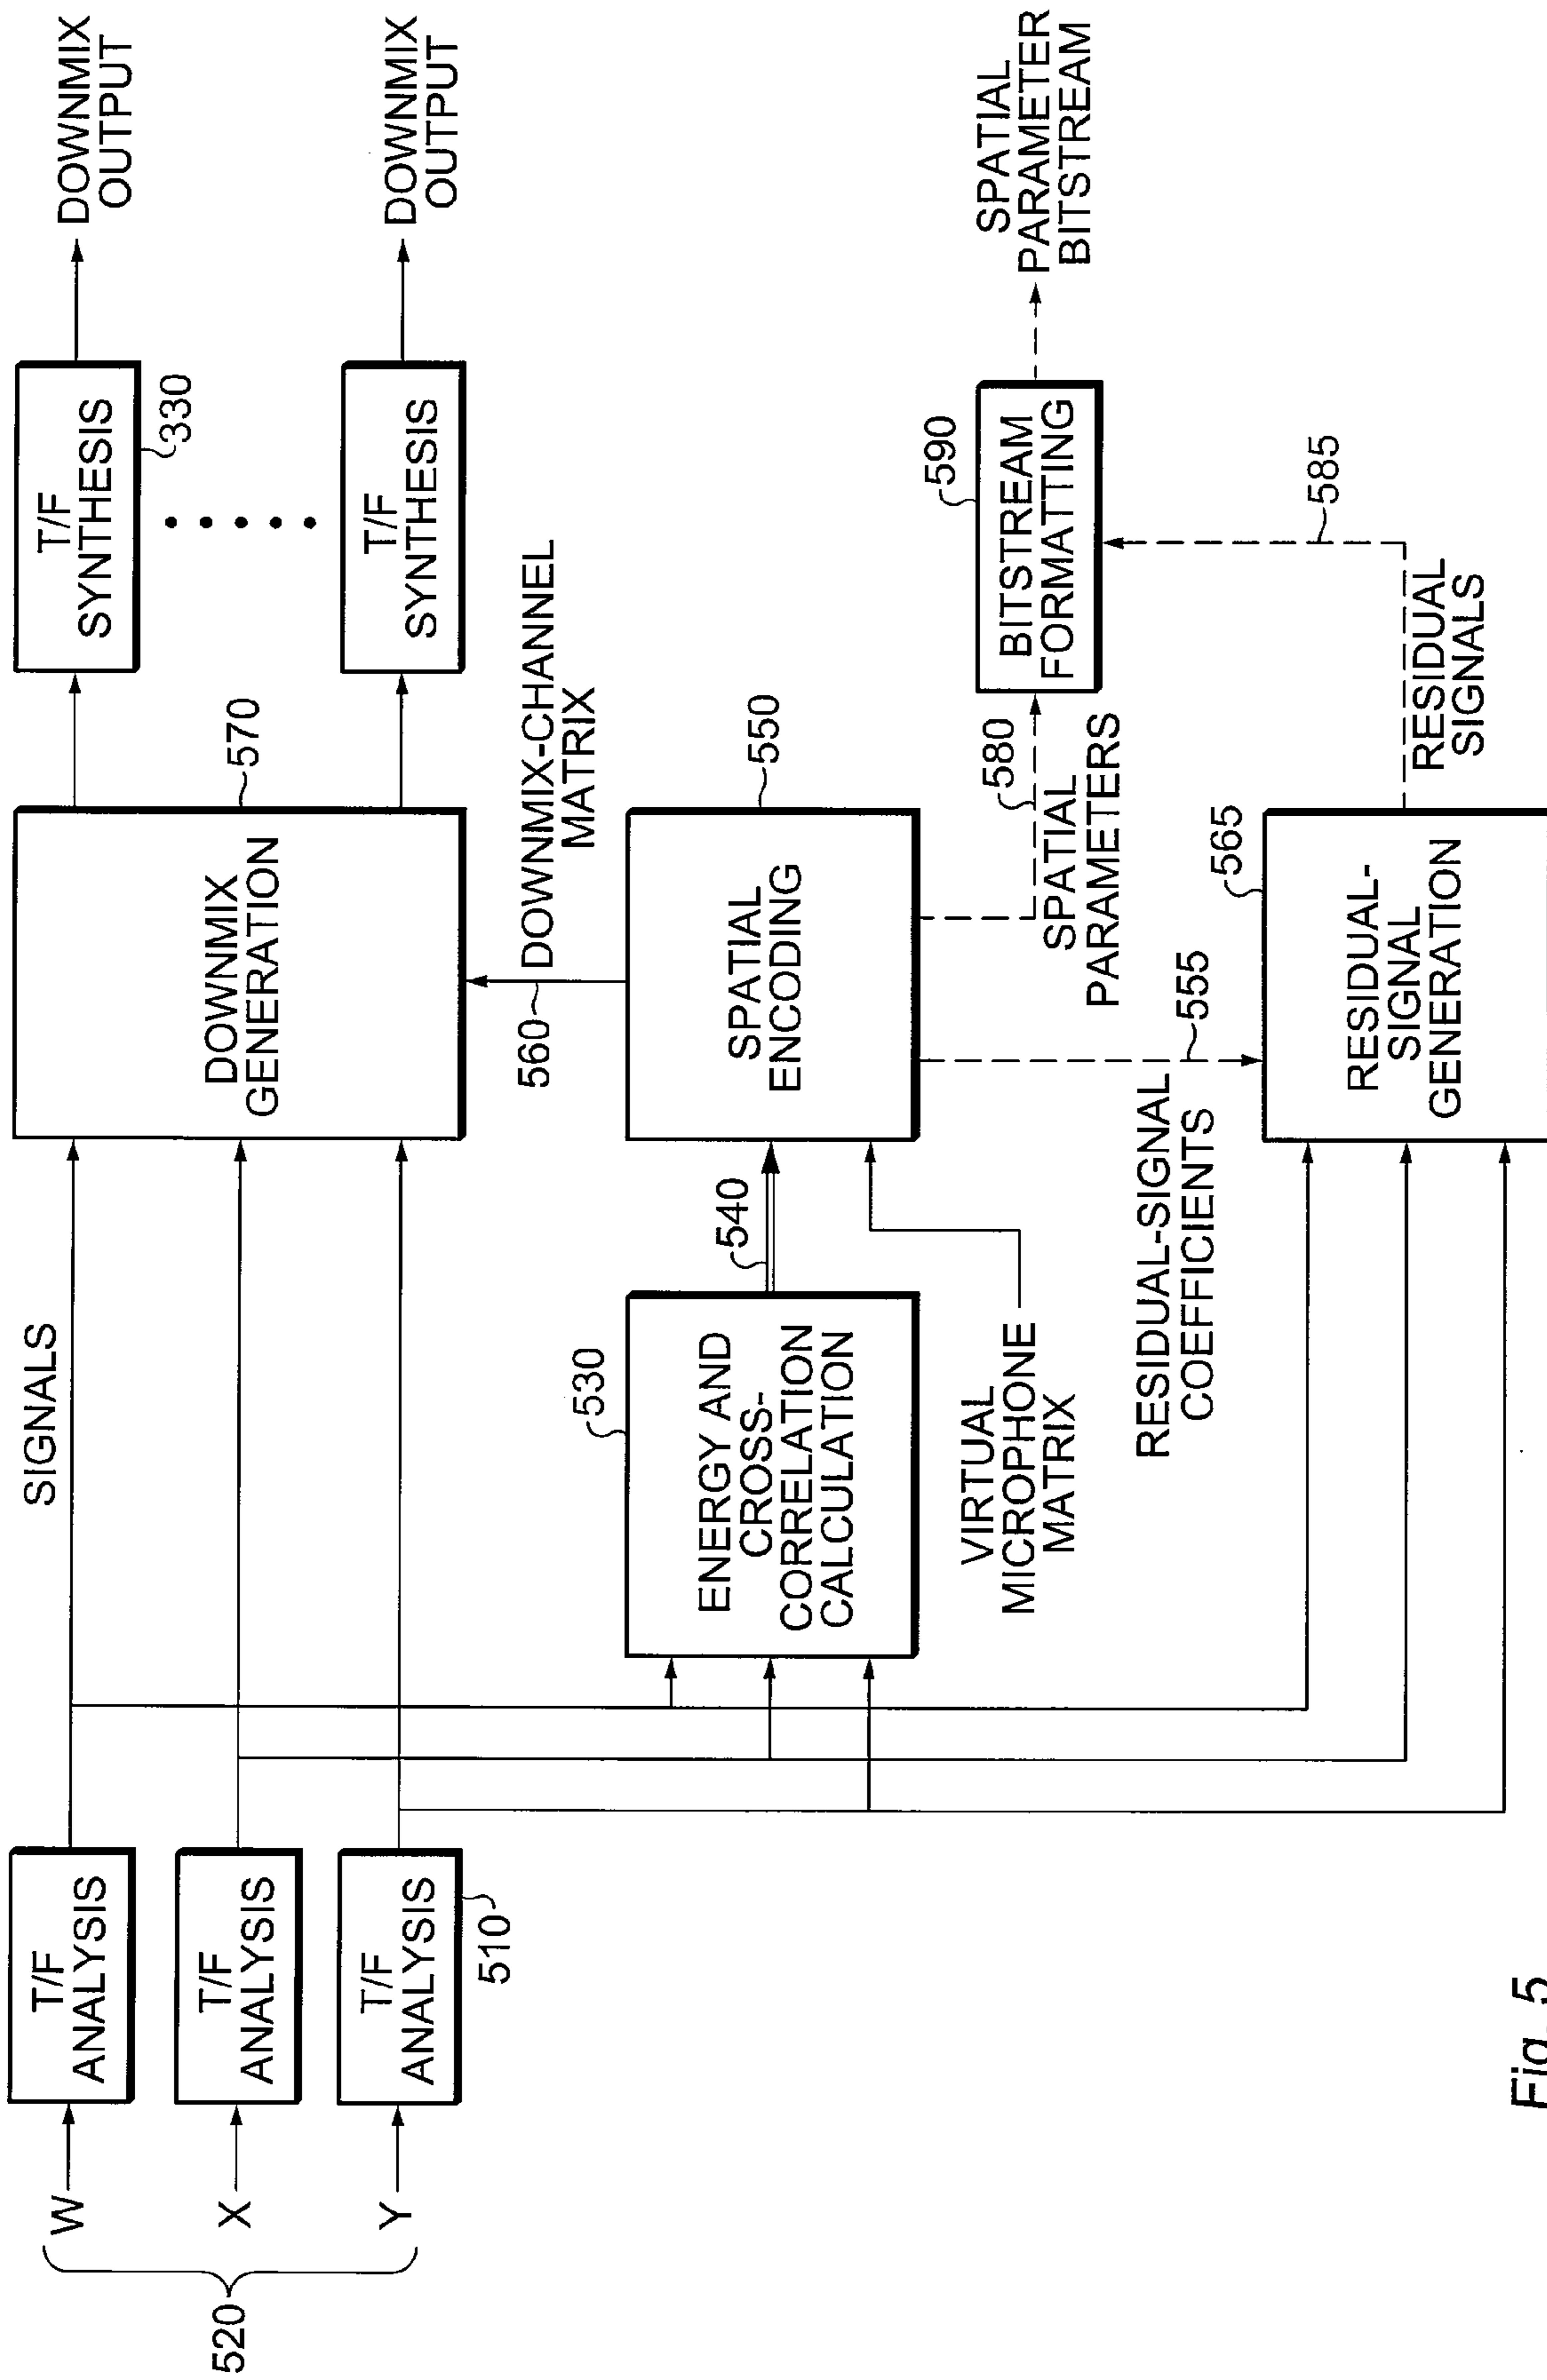 520
W
X
Y
T/F
ANALYSIS
T/F
ANALYSIS
T/F
ANALYSIS
510
SIGNALS
DOWNMIX
GENERATION
570
T/F
SYNTHESIS
330
T/F
SYNTHESIS
DOWNMIX
OUTPUT
DOWNMIX
OUTPUT
560
DOWNMIX-CHANNEL
MATRIX
530
ENERGY AND
CROSS-
CORRELATION
CALCULATION
540
VIRTUAL
MICROPHONE
MATRIX
SPATIAL
ENCODING
550
580
SPATIAL
PARAMETERS
BITSTREAM
FORMATTING
590
SPATIAL
PARAMETER
BITSTREAM
RESIDUAL-SIGNAL
COEFFICIENTS
555
565
RESIDUAL-
SIGNAL
GENERATION
RESIDUAL
SIGNALS
585
Fig. 5